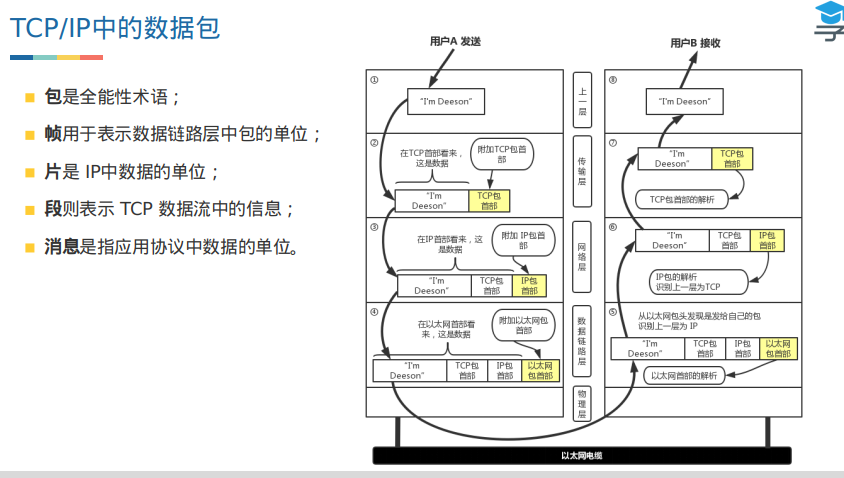 TCP/IP中的数据包
包是全能性术语；
帧用于表示数据链路层中包的单位；
片是 IP中数据的单位；
段则表示 TCP 数据流中的信息；
消息是指应用协议中数据的单位。
用户A 发送
①
"I'm Deeson"
②
在TCP首部看来，
这是数据
附加TCP包首
部
"I'm
Deeson"
TCP包
首部
③
在IP首部看来，这
是数据
附加 IP包首
部
"I'm
Deeson"
TCP包
首部
IP包
首部
④
在以太网首部看
来，这是数据
附加以太网包
首部
"I'm
Deeson"
TCP包
首部
IP包
首部
以太网
包首部
上
一
层
传
输
层
网
络
层
数
据
链
路
层
物
理
层
用户B 接收
⑧
"I'm Deeson"
⑦
"I'm
Deeson"
TCP包
首部
TCP包首部的解析
⑥
"I'm
Deeson"
TCP包
首部
IP包
首部
IP包的解析
识别上一层为TCP
⑤
从以太网包头发现是发给自己的包
识别上一层为 IP
"I'm
Deeson"
TCP包
首部
IP包
首部
以太网
包首部
以太网首部的解析
以太网电缆